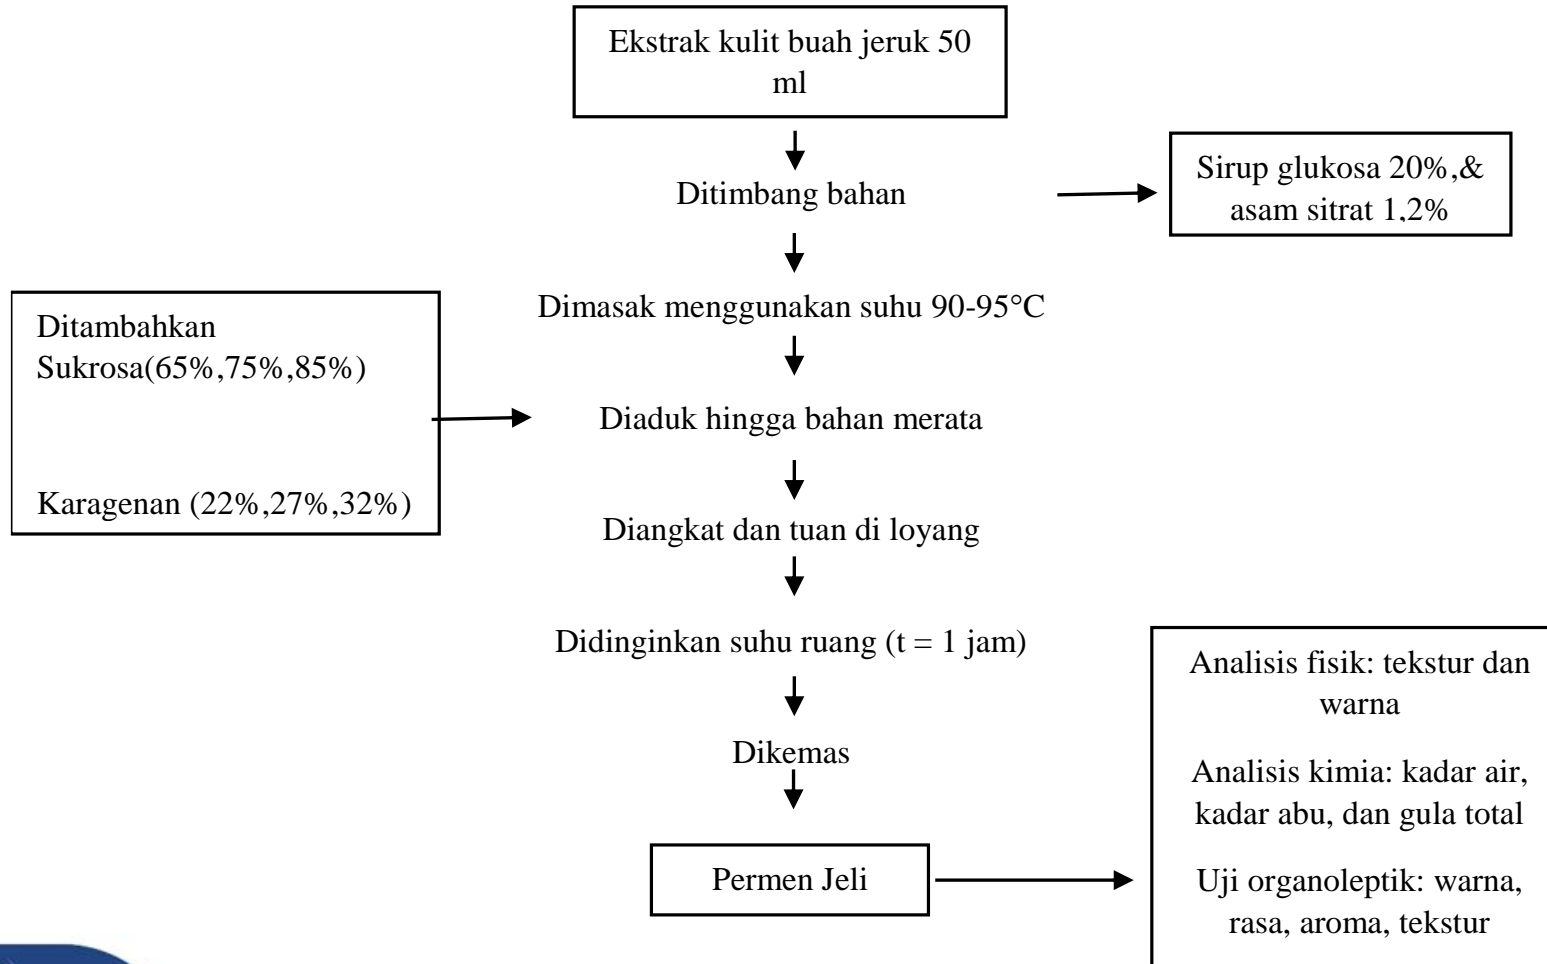 Ekstrak kulit buah jeruk 50
ml
Ditimbang bahan
Sirup glukosa 20%,&
asam sitrat 1,2%
Dimasak menggunakan suhu 90-95°C
Ditambahkan
Sukrosa(65%,75%,85%)
Karagenan (22%,27%,32%)
Diaduk hingga bahan merata
Diangkat dan tuan di loyang
Didinginkan suhu ruang (t = 1 jam)
Dikemas
Permen Jeli
Analisis fisik: tekstur dan
warna
Analisis kimia: kadar air,
kadar abu, dan gula total
Uji organoleptik: warna,
rasa, aroma, tekstur